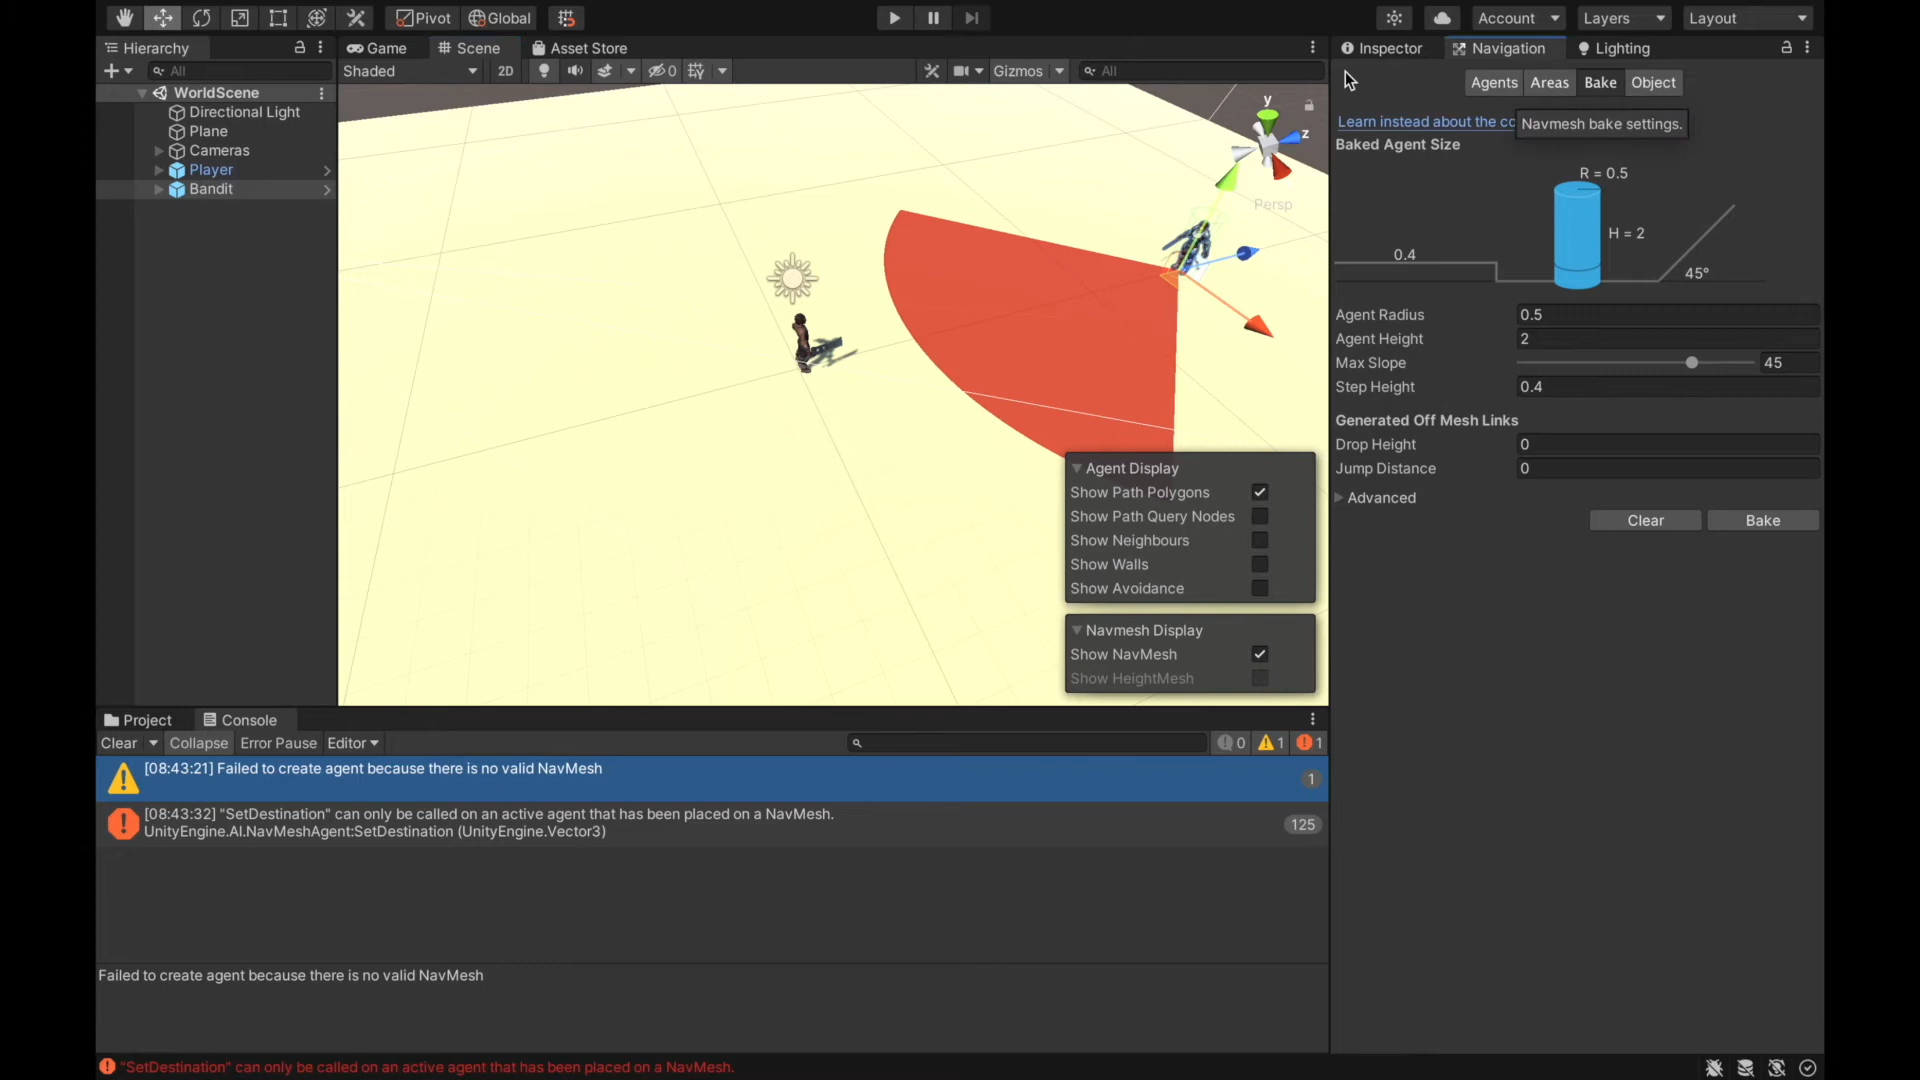 Pivot
Global
Account
Layers
Layout
Hierarchy
All
WorldScene
Directional Light
Plane
Cameras
Player
Bandit
Game
Scene
Asset Store
Shaded
2D
0
Gizmos
All
y
z
Persp
Agent Display
Show Path Polygons
Show Path Query Nodes
Show Neighbours
Show Walls
Show Avoidance
Navmesh Display
Show NavMesh
Show HeightMesh
Inspector
Navigation
Lighting
Agents
Areas
Bake
Object
Learn instead about the co
Navmesh bake settings.
Baked Agent Size
R = 0.5
H = 2
0.4
45°
Agent Radius 0.5
Agent Height 2
Max Slope 45
Step Height 0.4
Generated Off Mesh Links
Drop Height 0
Jump Distance 0
Advanced
Clear
Bake
Project
Console
Clear
Collapse
Error Pause
Editor
0
1
1
[08:43:21] Failed to create agent because there is no valid NavMesh
1
[08:43:32] "SetDestination" can only be called on an active agent that has been placed on a NavMesh.
UnityEngine.AI.NavMeshAgent:SetDestination (UnityEngine.Vector3)
125
Failed to create agent because there is no valid NavMesh
"SetDestination" can only be called on an active agent that has been placed on a NavMesh.